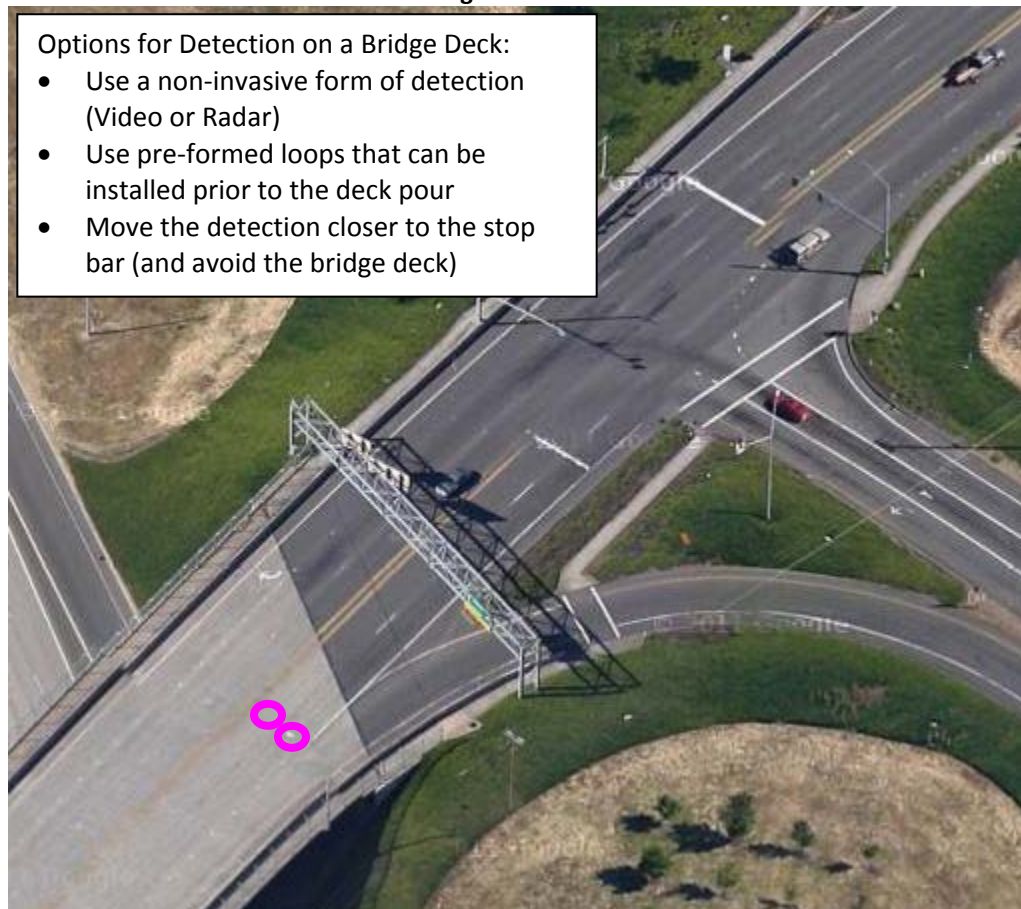 Options for Detection on a Bridge Deck:
• Use a non-invasive form of detection
(Video or Radar)
• Use pre-formed loops that can be
installed prior to the deck pour
• Move the detection closer to the stop
bar (and avoid the bridge deck)
Google